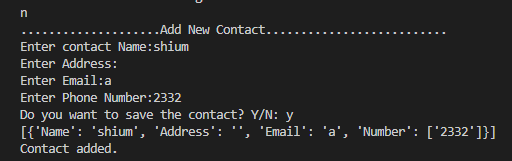 n
....................Add New Contact..........................
Enter contact Name:shium
Enter Address:
Enter Email:a
Enter Phone Number:2332
Do you want to save the contact? Y/N: y
[{'Name': 'shium', 'Address': '', 'Email': 'a', 'Number': ['2332']}]
Contact added.